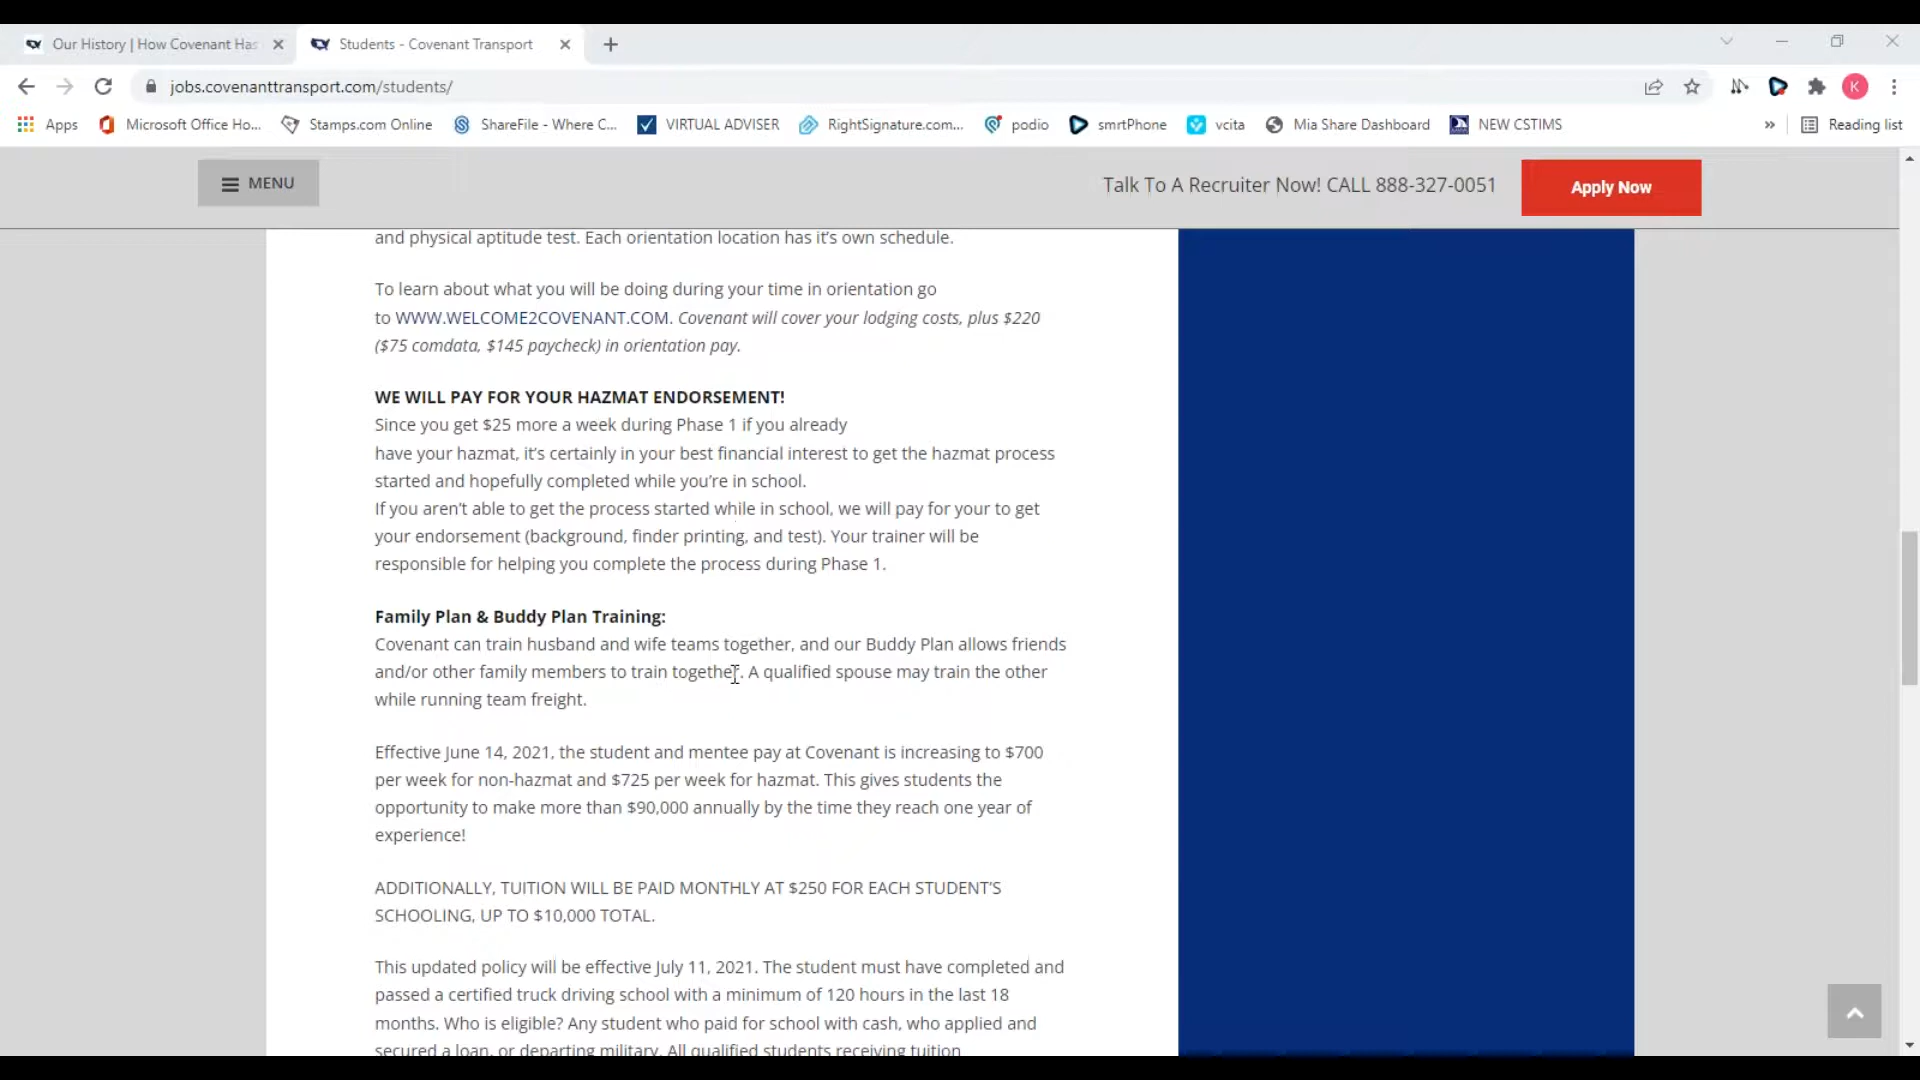 Our History | How Covenant Has
Students - Covenant Transport
jobs.covenanttransport.com/students/
K
Apps
Microsoft Office Ho...
Stamps.com Online
ShareFile - Where C...
VIRTUAL ADVISER
RightSignature.com...
podio
smrtPhone
vcita
Mia Share Dashboard
NEW CSTIMS
»
Reading list
MENU
Talk To A Recruiter Now! CALL 888-327-0051
Apply Now
and physical aptitude test. Each orientation location has it’s own schedule.
To learn about what you will be doing during your time in orientation go
to WWW.WELCOME2COVENANT.COM. Covenant will cover your lodging costs, plus $220
($75 comdata, $145 paycheck) in orientation pay.
WE WILL PAY FOR YOUR HAZMAT ENDORSEMENT!
Since you get $25 more a week during Phase 1 if you already
have your hazmat, it’s certainly in your best financial interest to get the hazmat process
started and hopefully completed while you’re in school.
If you aren’t able to get the process started while in school, we will pay for your to get
your endorsement (background, finder printing, and test). Your trainer will be
responsible for helping you complete the process during Phase 1.
Family Plan & Buddy Plan Training:
Covenant can train husband and wife teams together, and our Buddy Plan allows friends
and/or other family members to train together. A qualified spouse may train the other
while running team freight.
Effective June 14, 2021, the student and mentee pay at Covenant is increasing to $700
per week for non-hazmat and $725 per week for hazmat. This gives students the
opportunity to make more than $90,000 annually by the time they reach one year of
experience!
ADDITIONALLY, TUITION WILL BE PAID MONTHLY AT $250 FOR EACH STUDENT’S
SCHOOLING, UP TO $10,000 TOTAL.
This updated policy will be effective July 11, 2021. The student must have completed and
passed a certified truck driving school with a minimum of 120 hours in the last 18
months. Who is eligible? Any student who paid for school with cash, who applied and
secured a loan, or departing military. All qualified students receiving tuition